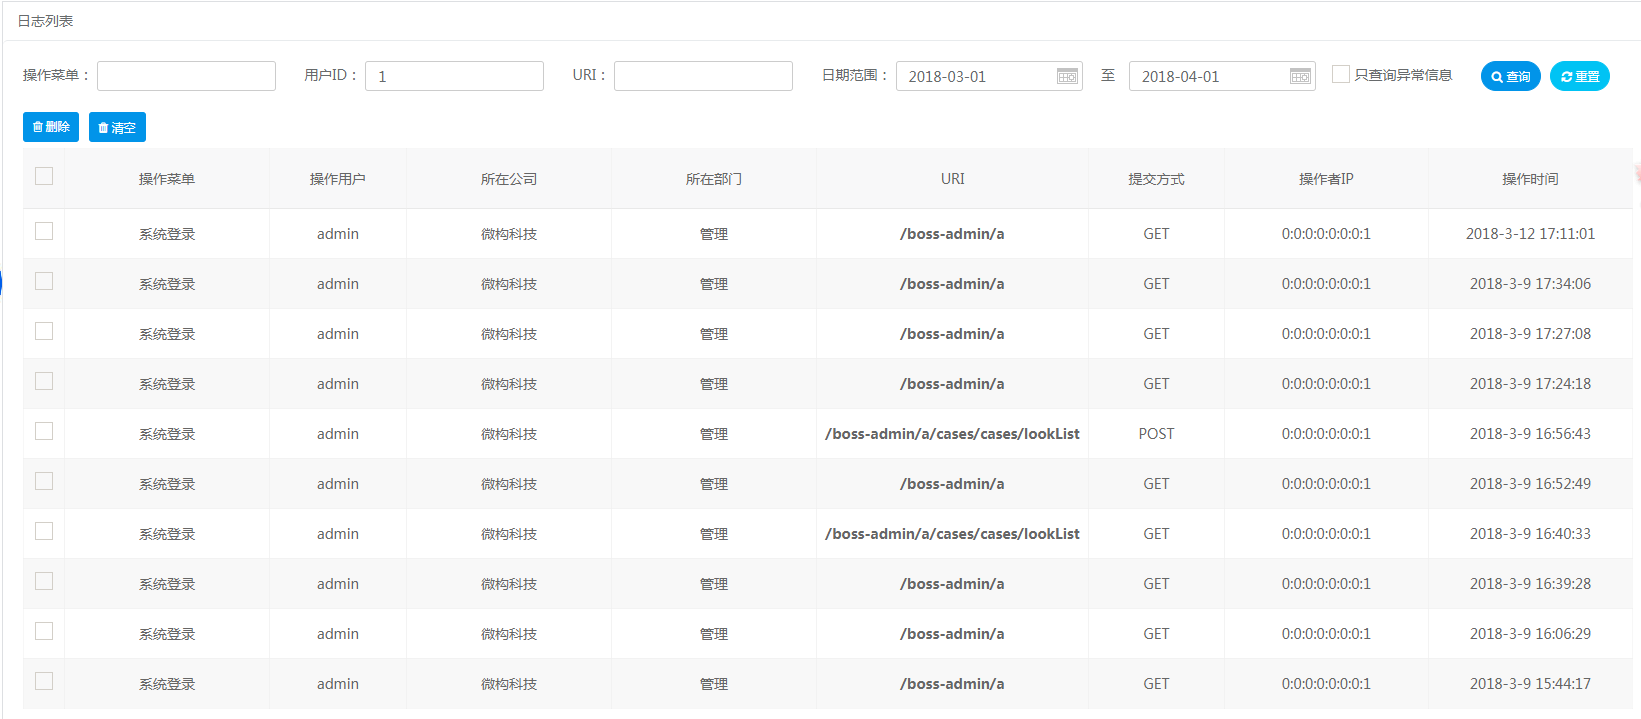 日志列表
操作菜单： 用户ID： 1 URI： 日期范围： 2018-03-01 至 2018-04-01 只查询异常信息 查询 重置
删除 清空
操作菜单 操作用户 所在公司 所在部门 URI 提交方式 操作者IP 操作时间
系统登录 admin 微构科技 管理 /boss-admin/a GET 0:0:0:0:0:0:0:1 2018-3-12 17:11:01
系统登录 admin 微构科技 管理 /boss-admin/a GET 0:0:0:0:0:0:0:1 2018-3-9 17:34:06
系统登录 admin 微构科技 管理 /boss-admin/a GET 0:0:0:0:0:0:0:1 2018-3-9 17:27:08
系统登录 admin 微构科技 管理 /boss-admin/a GET 0:0:0:0:0:0:0:1 2018-3-9 17:24:18
系统登录 admin 微构科技 管理 /boss-admin/a/cases/cases/lookList POST 0:0:0:0:0:0:0:1 2018-3-9 16:56:43
系统登录 admin 微构科技 管理 /boss-admin/a GET 0:0:0:0:0:0:0:1 2018-3-9 16:52:49
系统登录 admin 微构科技 管理 /boss-admin/a/cases/cases/lookList GET 0:0:0:0:0:0:0:1 2018-3-9 16:40:33
系统登录 admin 微构科技 管理 /boss-admin/a GET 0:0:0:0:0:0:0:1 2018-3-9 16:39:28
系统登录 admin 微构科技 管理 /boss-admin/a GET 0:0:0:0:0:0:0:1 2018-3-9 16:06:29
系统登录 admin 微构科技 管理 /boss-admin/a GET 0:0:0:0:0:0:0:1 2018-3-9 15:44:17